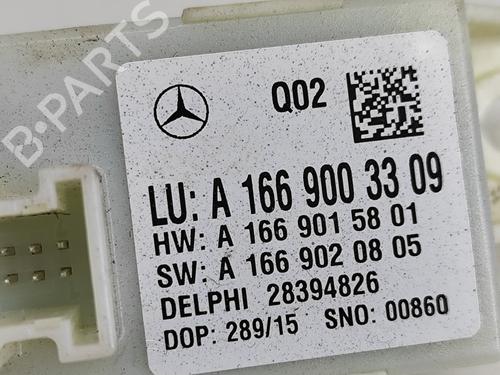 B-PARTS
Q02
LU: A 166 900 33 09
HW: A 166 901 58 01
SW: A 166 902 08 05
DELPHI 28394826
DOP: 289/15 SNO: 00860